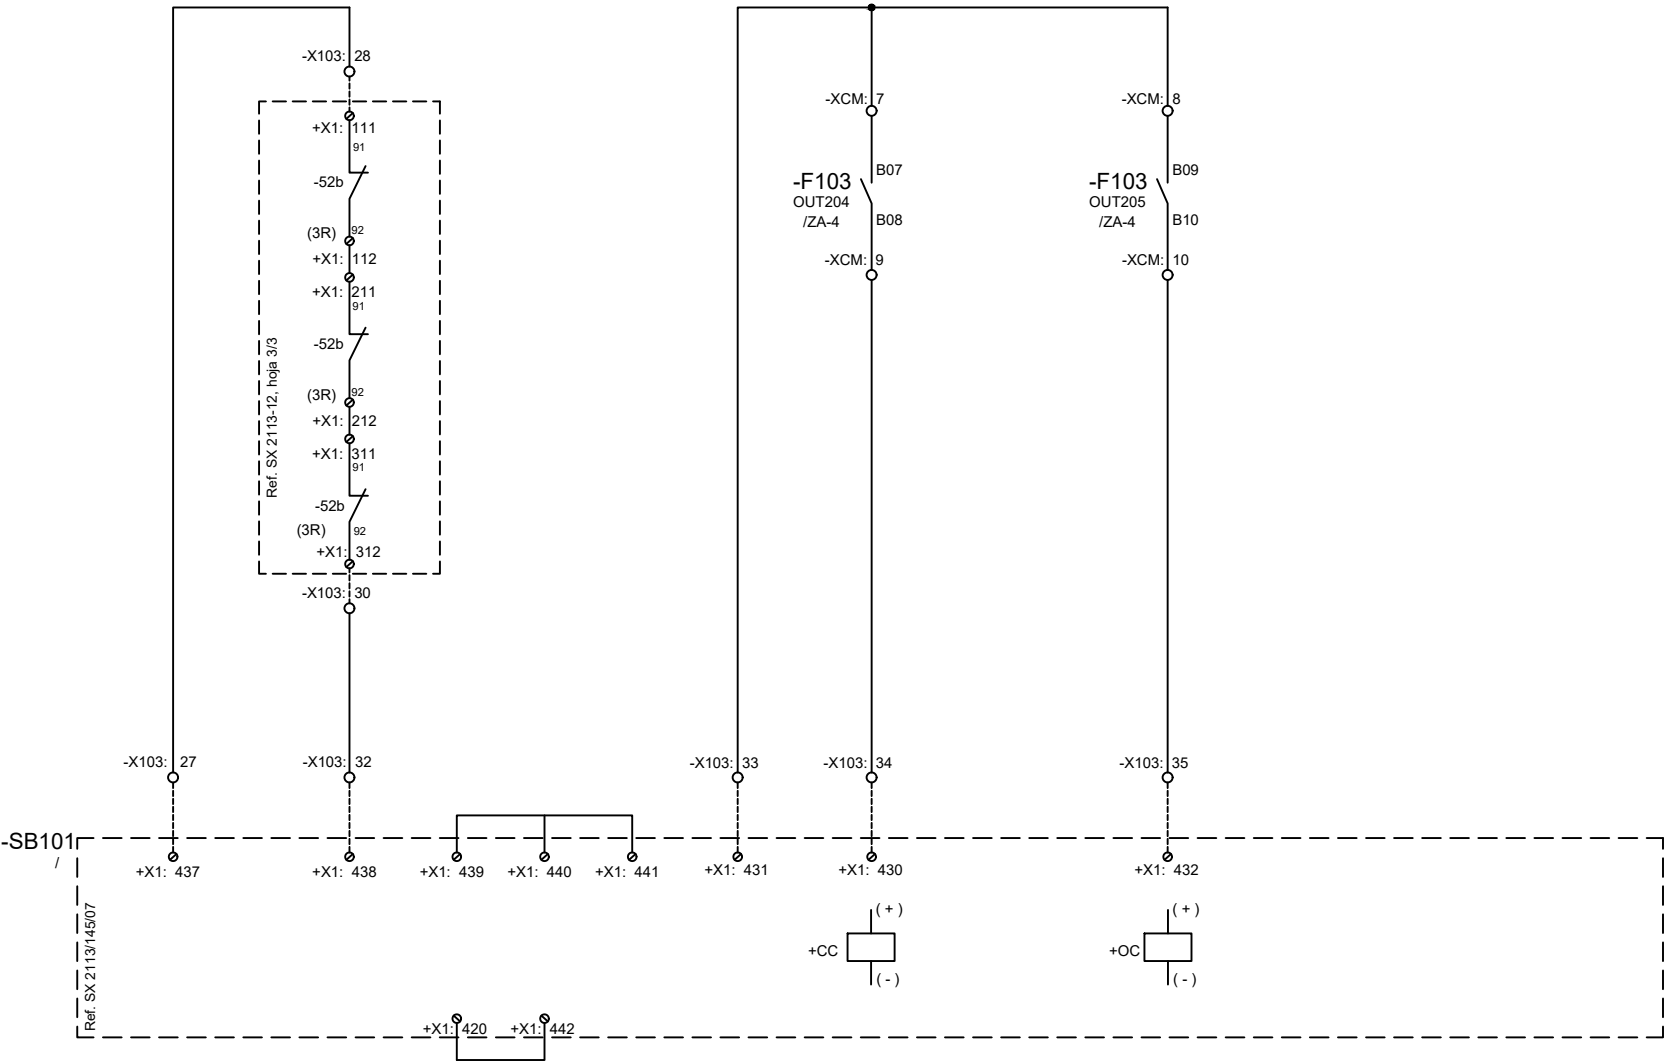 -X103: 28
+X1: 111
91
-52b
(3R) 92
+X1: 112
+X1: 211
91
-52b
(3R) 92
+X1: 212
+X1: 311
91
-52b
(3R) 92
+X1: 312
-X103: 30
Ref. SX 2113-12, hoja 3/3
-XCM: 7
-F103 B07
OUT204
/ZA-4 B08
-XCM: 9
-XCM: 8
-F103 B09
OUT205
/ZA-4 B10
-XCM: 10
-X103: 27
-X103: 32
-X103: 33
-X103: 34
-X103: 35
-SB101
/
+X1: 437
+X1: 438
+X1: 439
+X1: 440
+X1: 441
+X1: 431
+X1: 430
+X1: 432
Ref. SX 2113/145/07
( + )
+CC
( - )
( + )
+OC
( - )
+X1: 420
+X1: 442